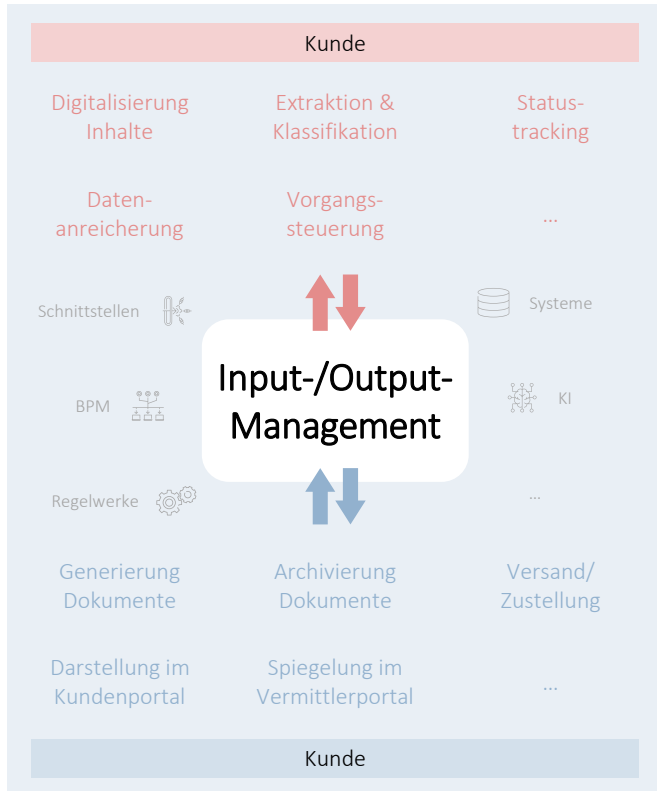 Kunde
Digitalisierung
Inhalte
Extraktion &
Klassifikation
Status-
tracking
Daten-
anreicherung
Vorgangs-
steuerung
...
Schnittstellen
Systeme
Input-/Output-
Management
BPM
KI
Regelwerke
...
Generierung
Dokumente
Archivierung
Dokumente
Versand/
Zustellung
Darstellung im
Kundenportal
Spiegelung im
Vermittlerportal
...
Kunde